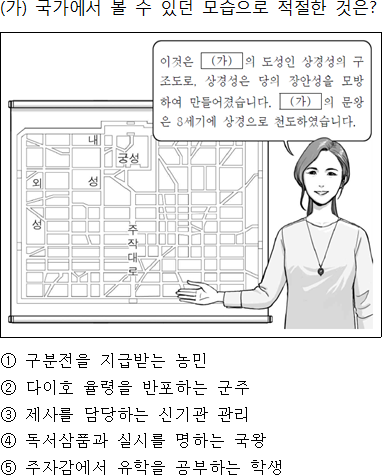 (가) 국가에서 볼 수 있던 모습으로 적절한 것은?
이것은 (가) 의 도성인 상경성의 구
조도로, 상경성은 당의 장안성을 모방
하여 만들어졌습니다. (가) 의 문왕
은 8세기에 상경으로 천도하였습니다.
내
궁성
외 성
성
주작대로
① 구분전을 지급받는 농민
② 다이호 율령을 반포하는 군주
③ 제사를 담당하는 신기관 관리
④ 독서삼품과 실시를 명하는 국왕
⑤ 주자감에서 유학을 공부하는 학생